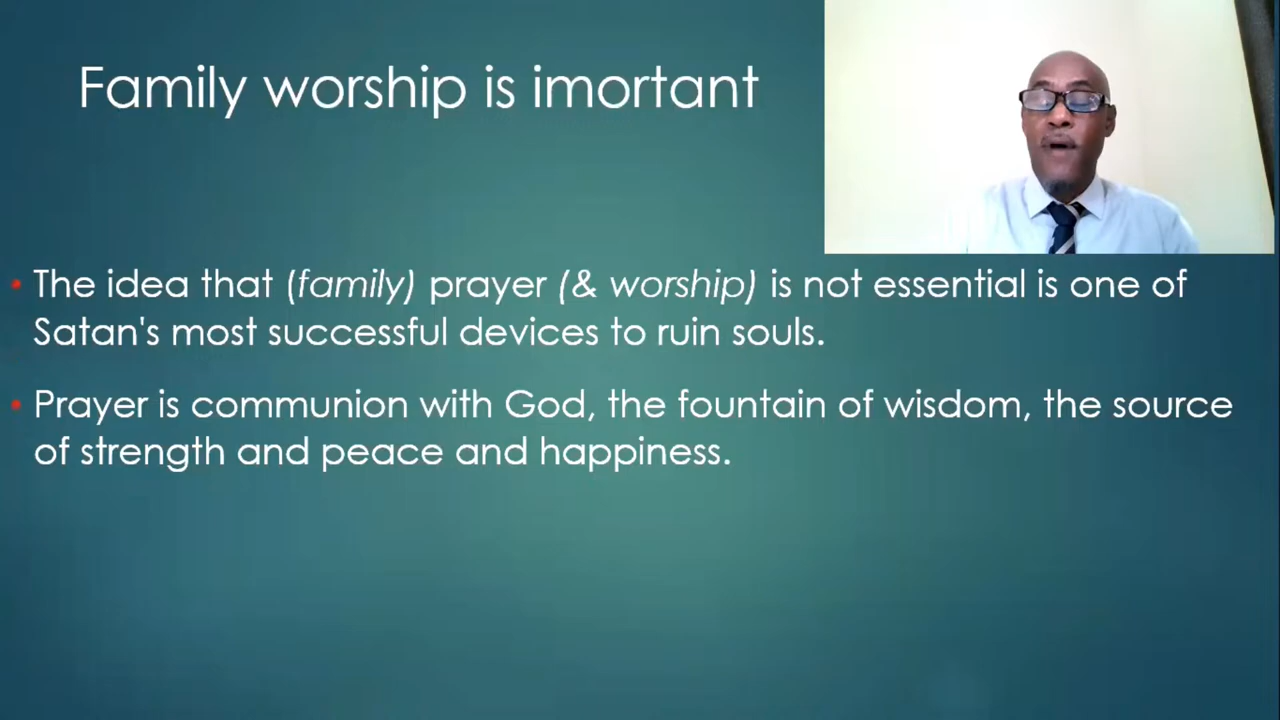 Family worship is imortant
• The idea that (family) prayer (& worship) is not essential is one of
Satan's most successful devices to ruin souls.
• Prayer is communion with God, the fountain of wisdom, the source
of strength and peace and happiness.